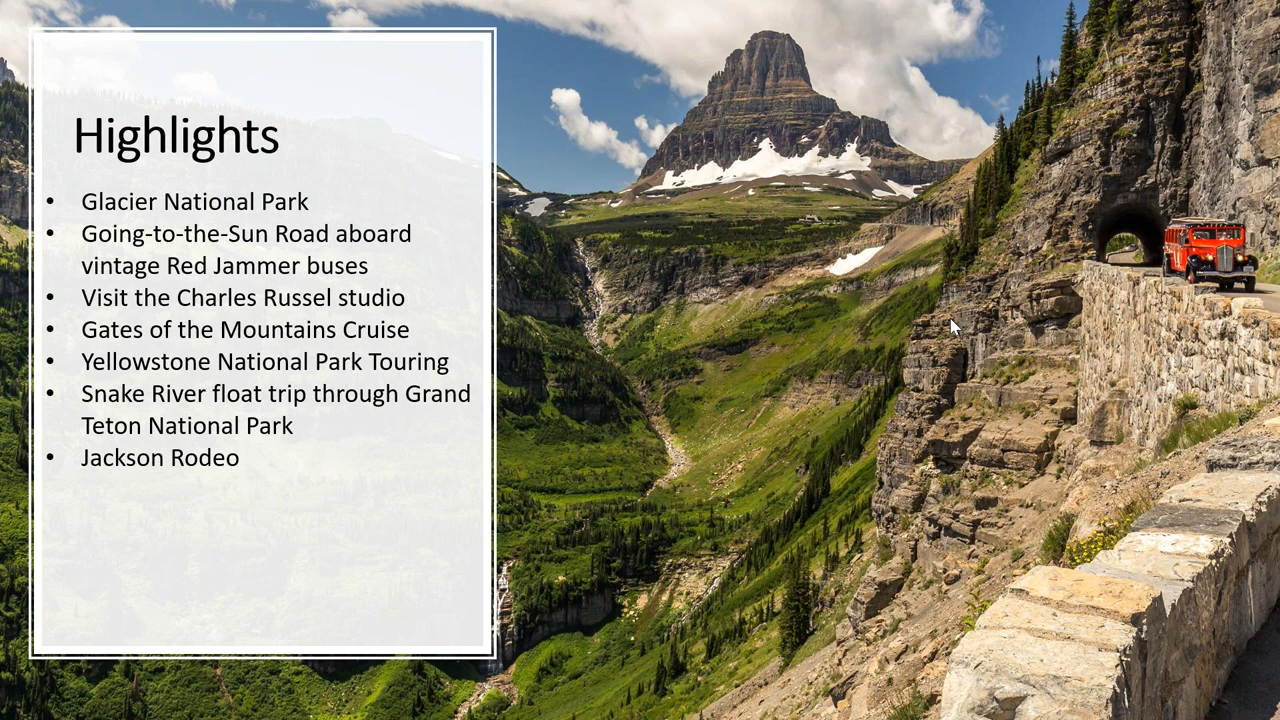 Highlights
• Glacier National Park
• Going-to-the-Sun Road aboard
vintage Red Jammer buses
• Visit the Charles Russel studio
• Gates of the Mountains Cruise
• Yellowstone National Park Touring
• Snake River float trip through Grand
Teton National Park
• Jackson Rodeo